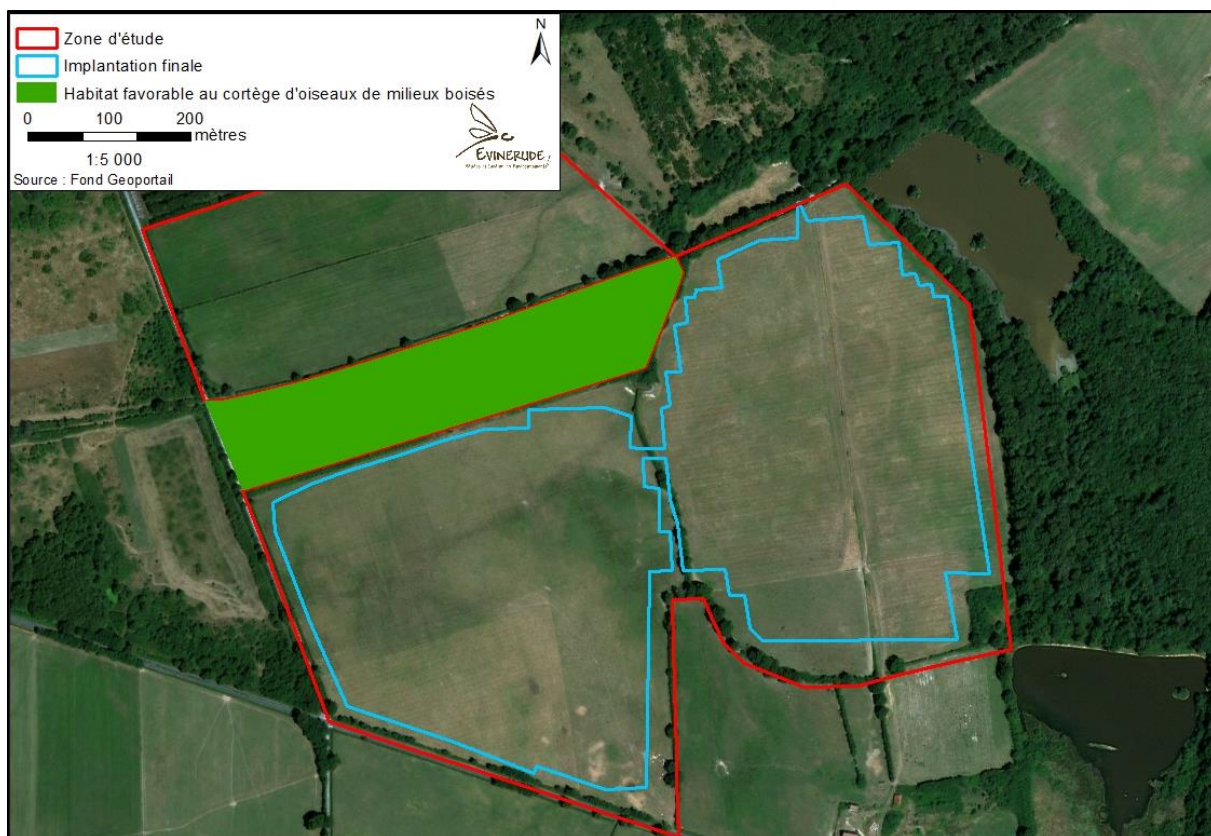 N
Zone d'étude
Implantation finale
Habitat favorable au cortège d'oiseaux de milieux boisés
0 100 200
mètres
1:5 000
EVINERUDE
Source : Fond Geoportail